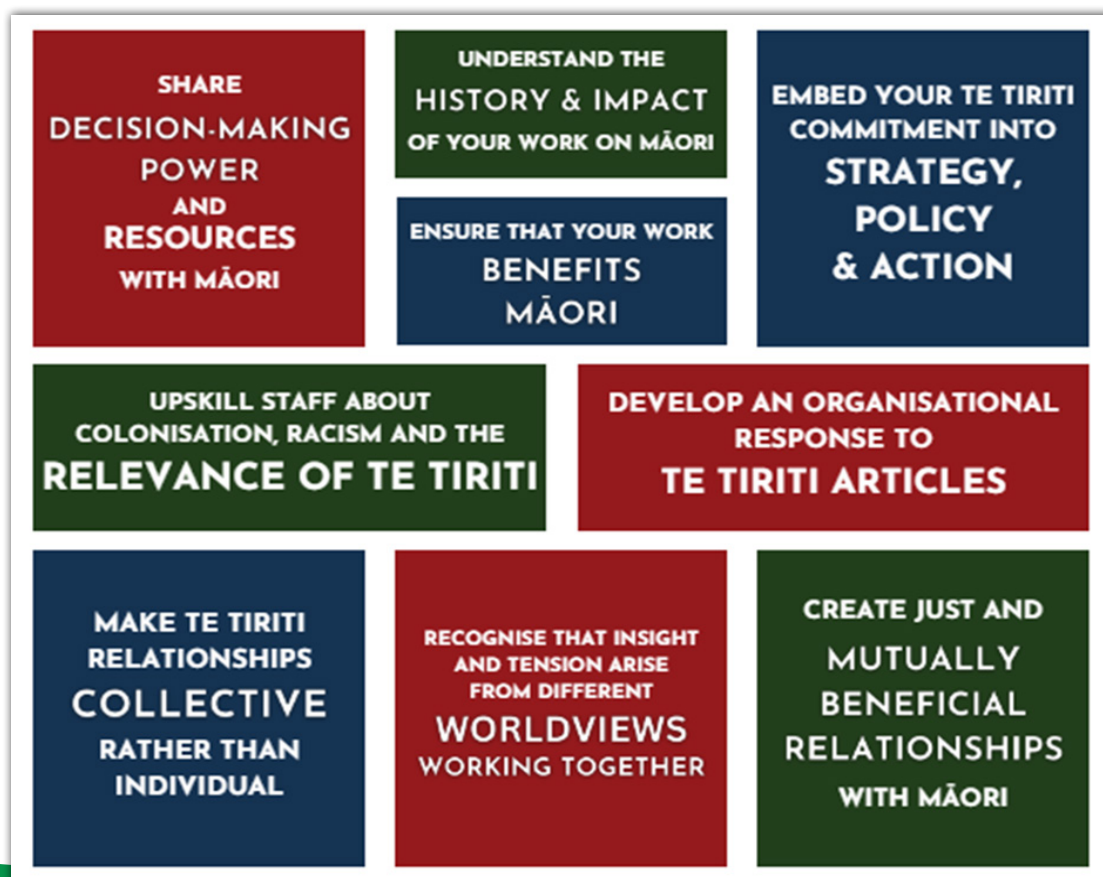 SHARE
DECISION-MAKING
POWER
AND
RESOURCES
WITH MĀORI
UNDERSTAND THE
HISTORY & IMPACT
OF YOUR WORK ON MĀORI
ENSURE THAT YOUR WORK
BENEFITS
MĀORI
EMBED YOUR TE TIRITI
COMMITMENT INTO
STRATEGY,
POLICY
& ACTION
UPSKILL STAFF ABOUT
COLONISATION, RACISM AND THE
RELEVANCE OF TE TIRITI
DEVELOP AN ORGANISATIONAL
RESPONSE TO
TE TIRITI ARTICLES
MAKE TE TIRITI
RELATIONSHIPS
COLLECTIVE
RATHER THAN
INDIVIDUAL
RECOGNISE THAT INSIGHT
AND TENSION ARISE
FROM DIFFERENT
WORLDVIEWS
WORKING TOGETHER
CREATE JUST AND
MUTUALLY
BENEFICIAL
RELATIONSHIPS
WITH MĀORI